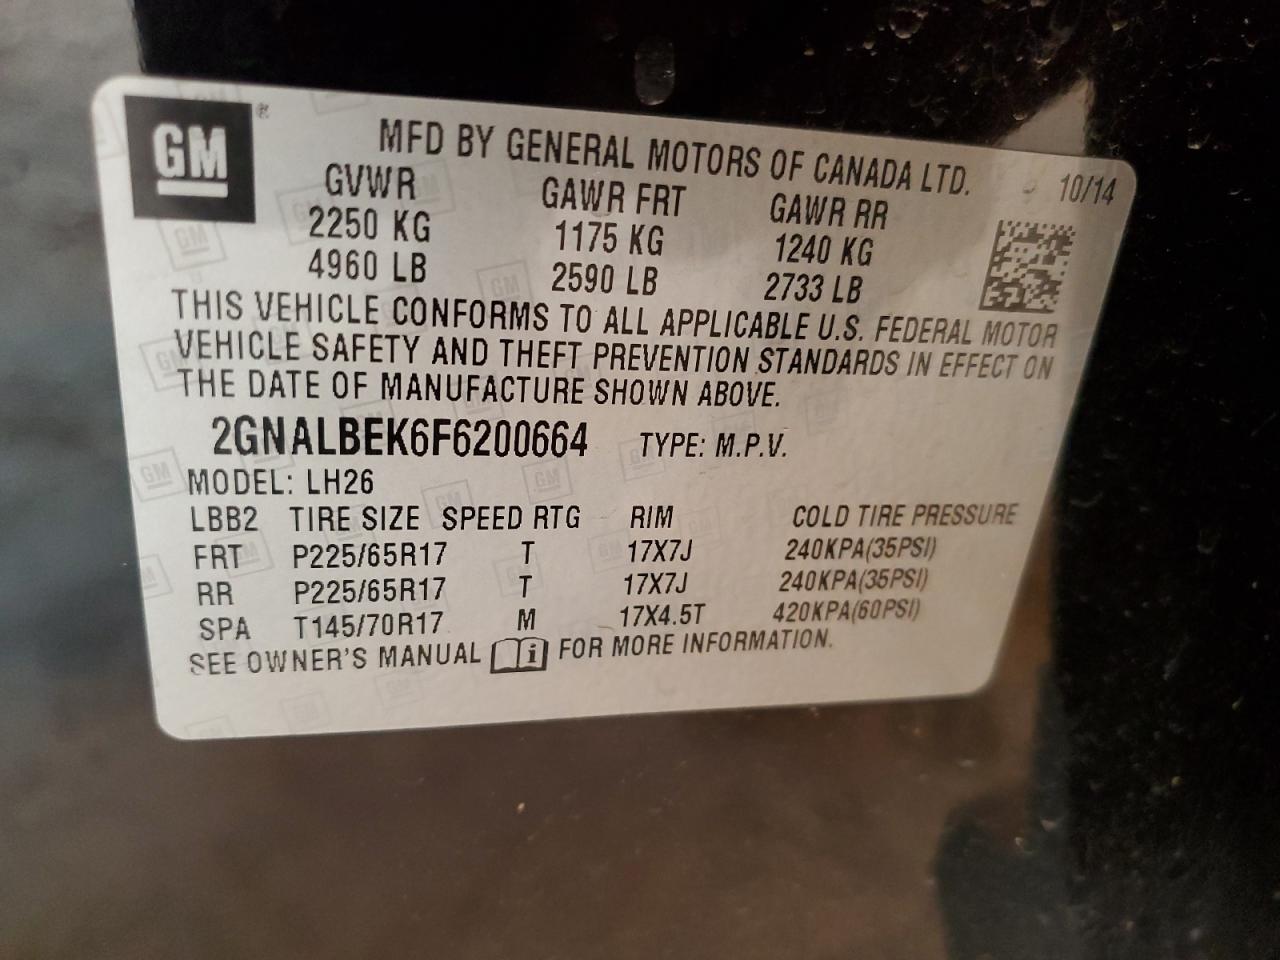 GM ®
MFD BY GENERAL MOTORS OF CANADA LTD. 10/14
GVWR GAWR FRT GAWR RR
2250 KG 1175 KG 1240 KG
4960 LB 2590 LB 2733 LB
THIS VEHICLE CONFORMS TO ALL APPLICABLE U.S. FEDERAL MOTOR
VEHICLE SAFETY AND THEFT PREVENTION STANDARDS IN EFFECT ON
THE DATE OF MANUFACTURE SHOWN ABOVE.
2GNALBEK6F6200664 TYPE: M.P.V.
MODEL: LH26
LBB2 TIRE SIZE SPEED RTG RIM COLD TIRE PRESSURE
FRT P225/65R17 T 17X7J 240KPA(35PSI)
RR P225/65R17 T 17X7J 240KPA(35PSI)
SPA T145/70R17 M 17X4.5T 420KPA(60PSI)
SEE OWNER'S MANUAL i FOR MORE INFORMATION.